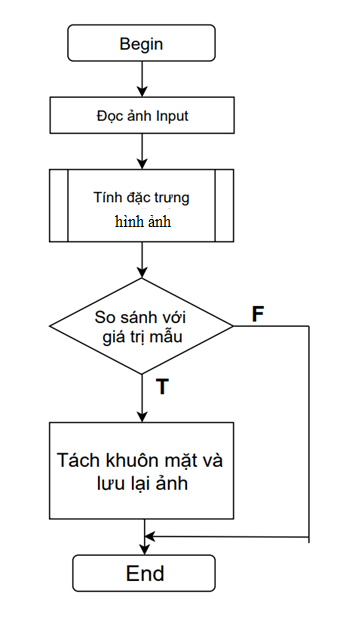 Begin
Đọc ảnh Input
Tính đặc trưng
hình ảnh
So sánh với
giá trị mẫu
F
T
Tách khuôn mặt và
lưu lại ảnh
End